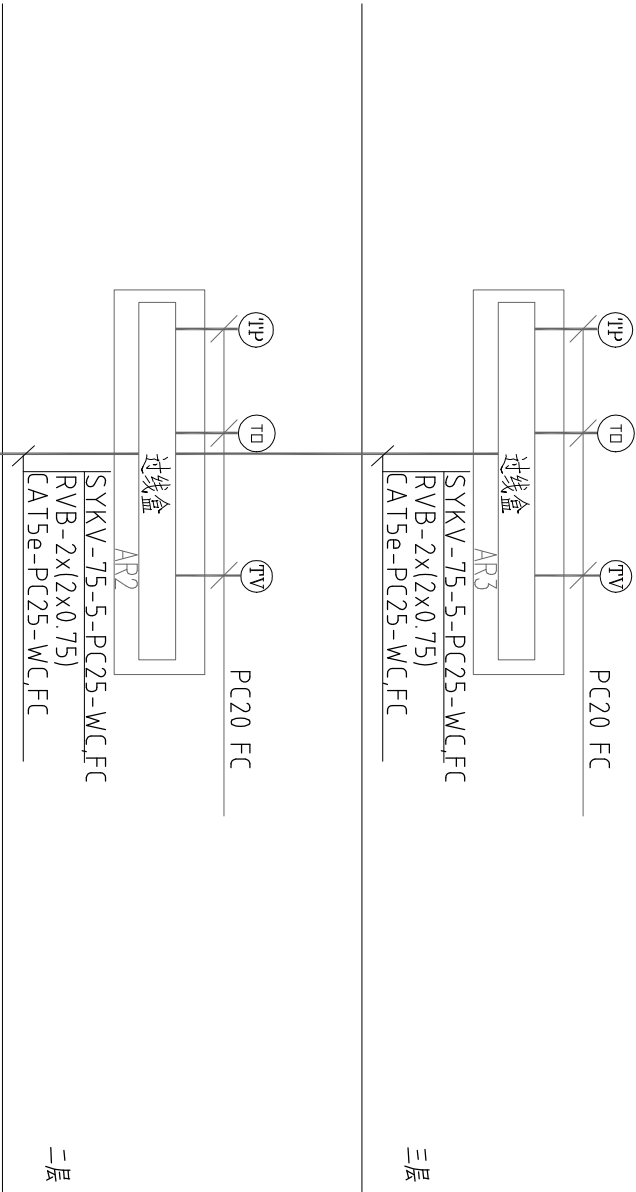 TP
TO
TV
PC20 FC
过线盒
AR3
SYKV-75-5-PC25-WC,FC
RVB-2x(2x0.75)
CAT5e-PC25-WC,FC
三层
TP
TO
TV
PC20 FC
过线盒
AR2
SYKV-75-5-PC25-WC,FC
RVB-2x(2x0.75)
CAT5e-PC25-WC,FC
二层